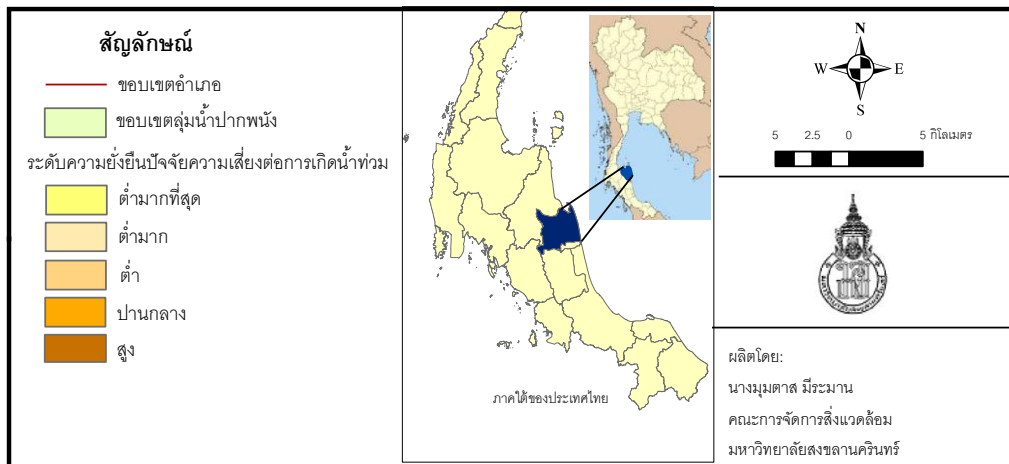 สัญลักษณ์
ขอบเขตอำเภอ
ขอบเขตลุ่มน้ำปากพนัง
ระดับความยั่งยืนปัจจัยความเสี่ยงต่อการเกิดน้ำท่วม
ต่ำมากที่สุด
ต่ำมาก
ต่ำ
ปานกลาง
สูง
ภาคใต้ของประเทศไทย
N
W E
S
5 2.5 0 5 กิโลเมตร
ผลิตโดย:
นางมุมตาส มีระมาน
คณะการจัดการสิ่งแวดล้อม
มหาวิทยาลัยสงขลานครินทร์